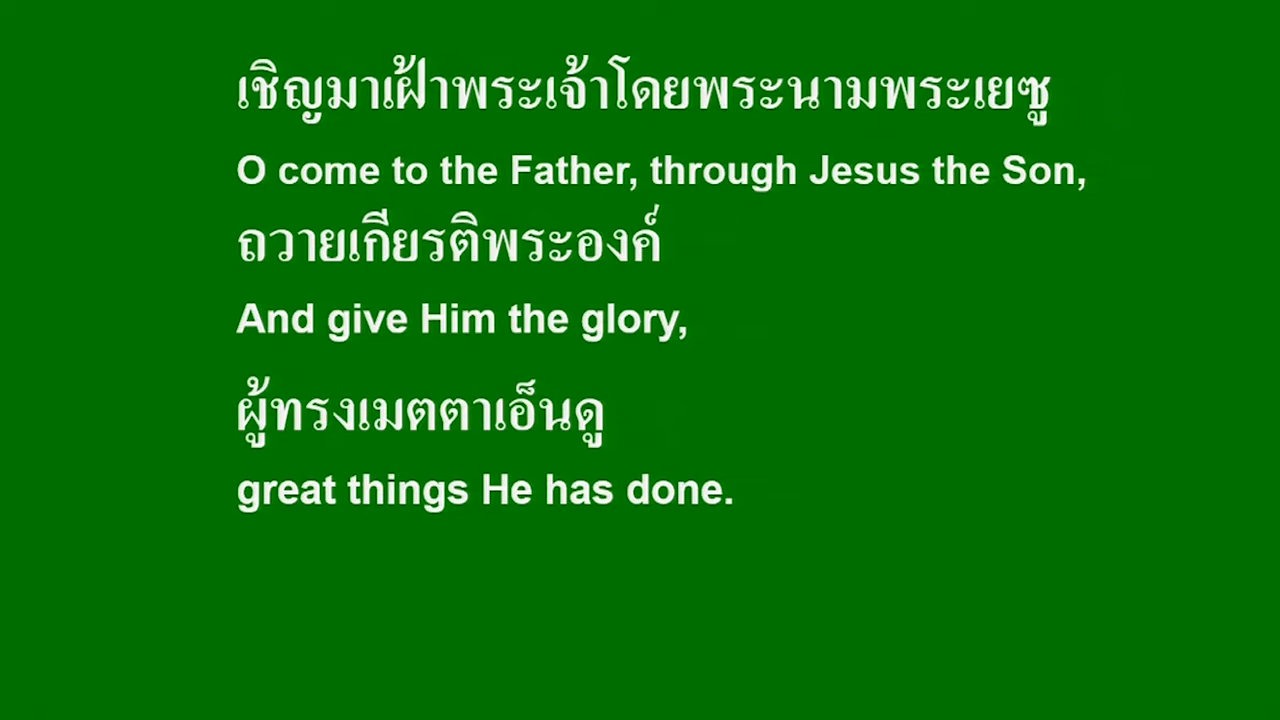 เชิญมาเฝ้าพระเจ้าโดยพระนามพระเยซู
O come to the Father, through Jesus the Son,
ถวายเกียรติพระองค์
And give Him the glory,
ผู้ทรงเมตตาเอ็นดู
great things He has done.